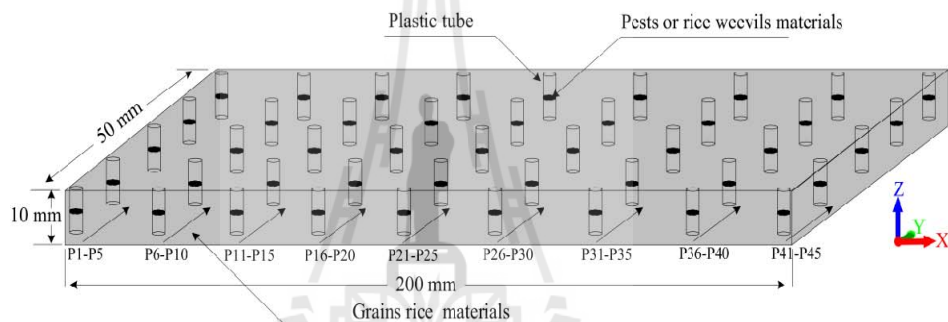 Plastic tube
Pests or rice weevils materials
50 mm
10 mm
Z
Y
X
P1-P5 P6-P10 P11-P15 P16-P20 P21-P25 P26-P30 P31-P35 P36-P40 P41-P45
200 mm
Grains rice materials